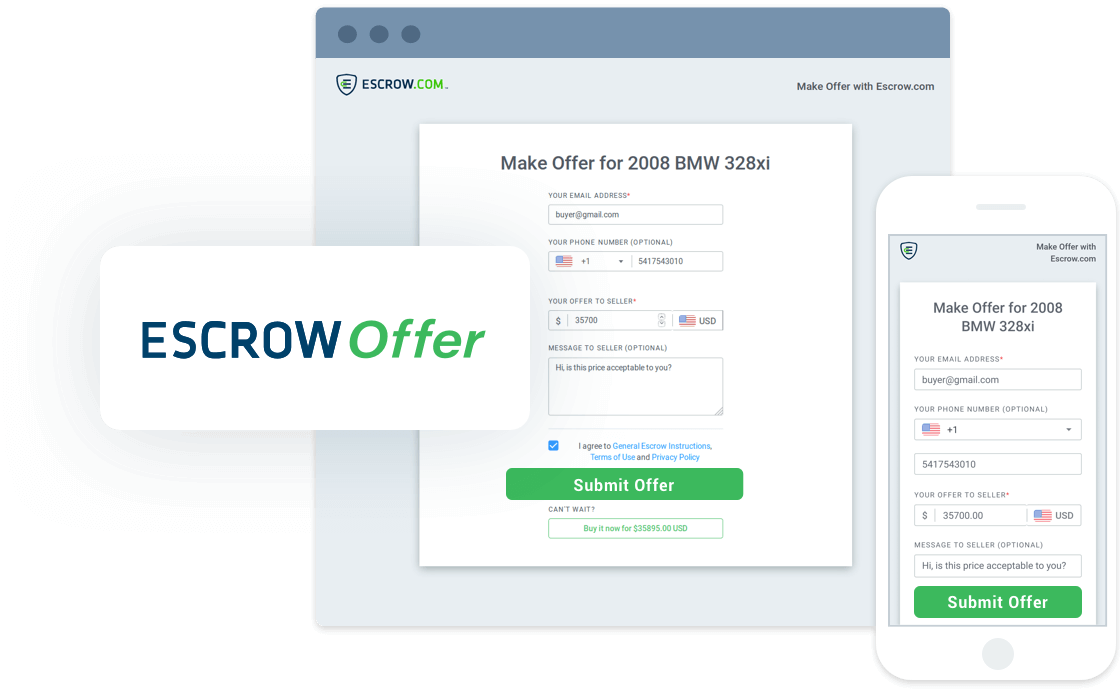 ESCROW.COM
Make Offer with Escrow.com
Make Offer for 2008 BMW 328xi
YOUR EMAIL ADDRESS*
buyer@gmail.com
YOUR PHONE NUMBER (OPTIONAL)
+1 5417543010
YOUR OFFER TO SELLER*
$ 35700 USD
MESSAGE TO SELLER (OPTIONAL)
Hi, is this price acceptable to you?
I agree to General Escrow Instructions,
Terms of Use and Privacy Policy
Submit Offer
CAN'T WAIT?
Buy it now for $35895.00 USD
ESCROW Offer
Make Offer with
Escrow.com
Make Offer for 2008
BMW 328xi
YOUR EMAIL ADDRESS*
buyer@gmail.com
YOUR PHONE NUMBER (OPTIONAL)
+1
5417543010
YOUR OFFER TO SELLER*
$ 35700.00 USD
MESSAGE TO SELLER (OPTIONAL)
Hi, is this price acceptable to you?
Submit Offer